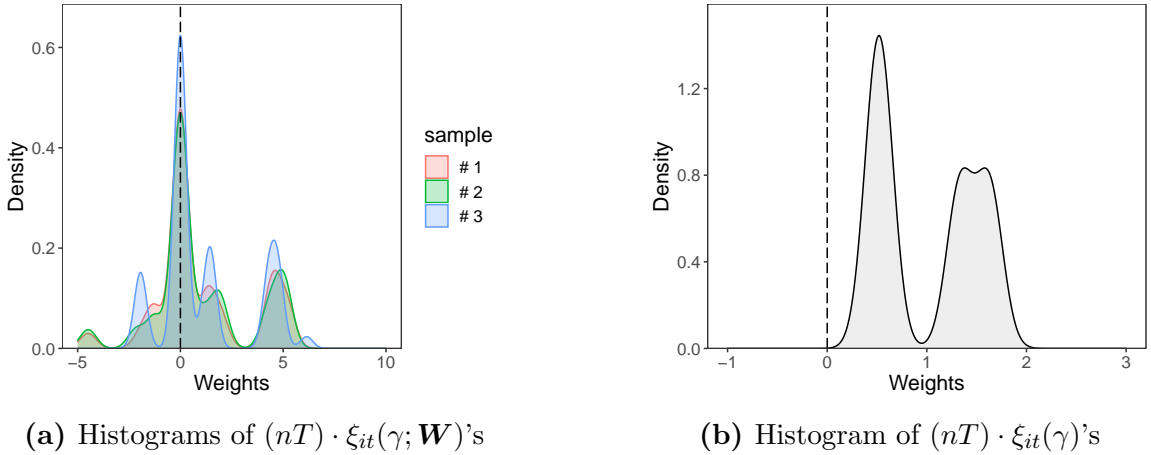 0.6
0.4
0.2
0.0
−5
0
5
10
Density
Weights
sample
# 1
# 2
# 3
1.2
0.8
0.4
0.0
−1
0
1
2
3
Density
Weights
(a) Histograms of (nT) · ξit(γ; W)'s
(b) Histogram of (nT) · ξit(γ)'s